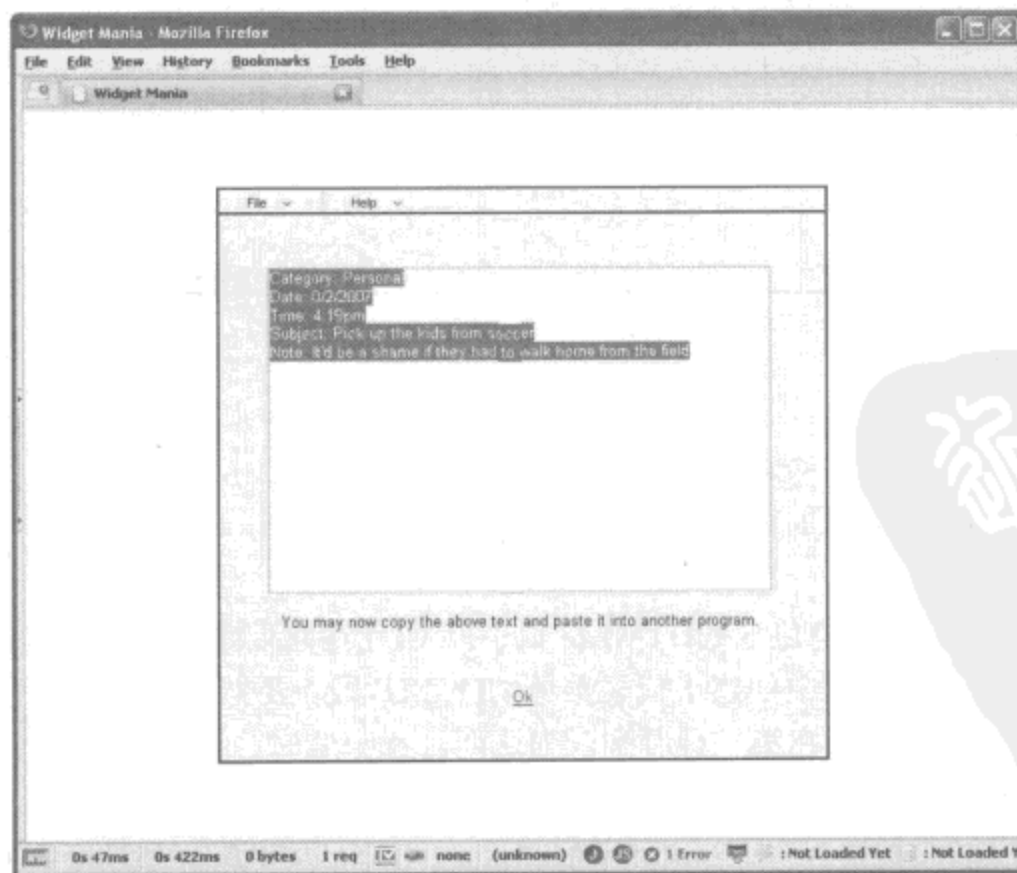 Widget Mania - Mozilla Firefox
File Edit View History Bookmarks Tools Help
Widget Mania
File Help
Category: Personal
Date: 0/2/2007
Time: 4:19pm
Subject: Pick up the kids from soccer
Note: It'd be a shame if they had to walk home from the field
You may now copy the above text and paste it into another program.
Ok
0s 47ms 0s 422ms 0 bytes 1 req none (unknown) 1 Error : Not Loaded Yet : Not Loaded Y